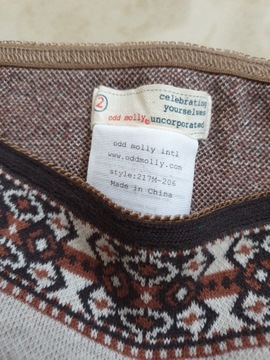 2
celebrating
yourselves
odd molly uncorporated
odd molly intl
www.oddmolly.com
style:217M-206
Made in China